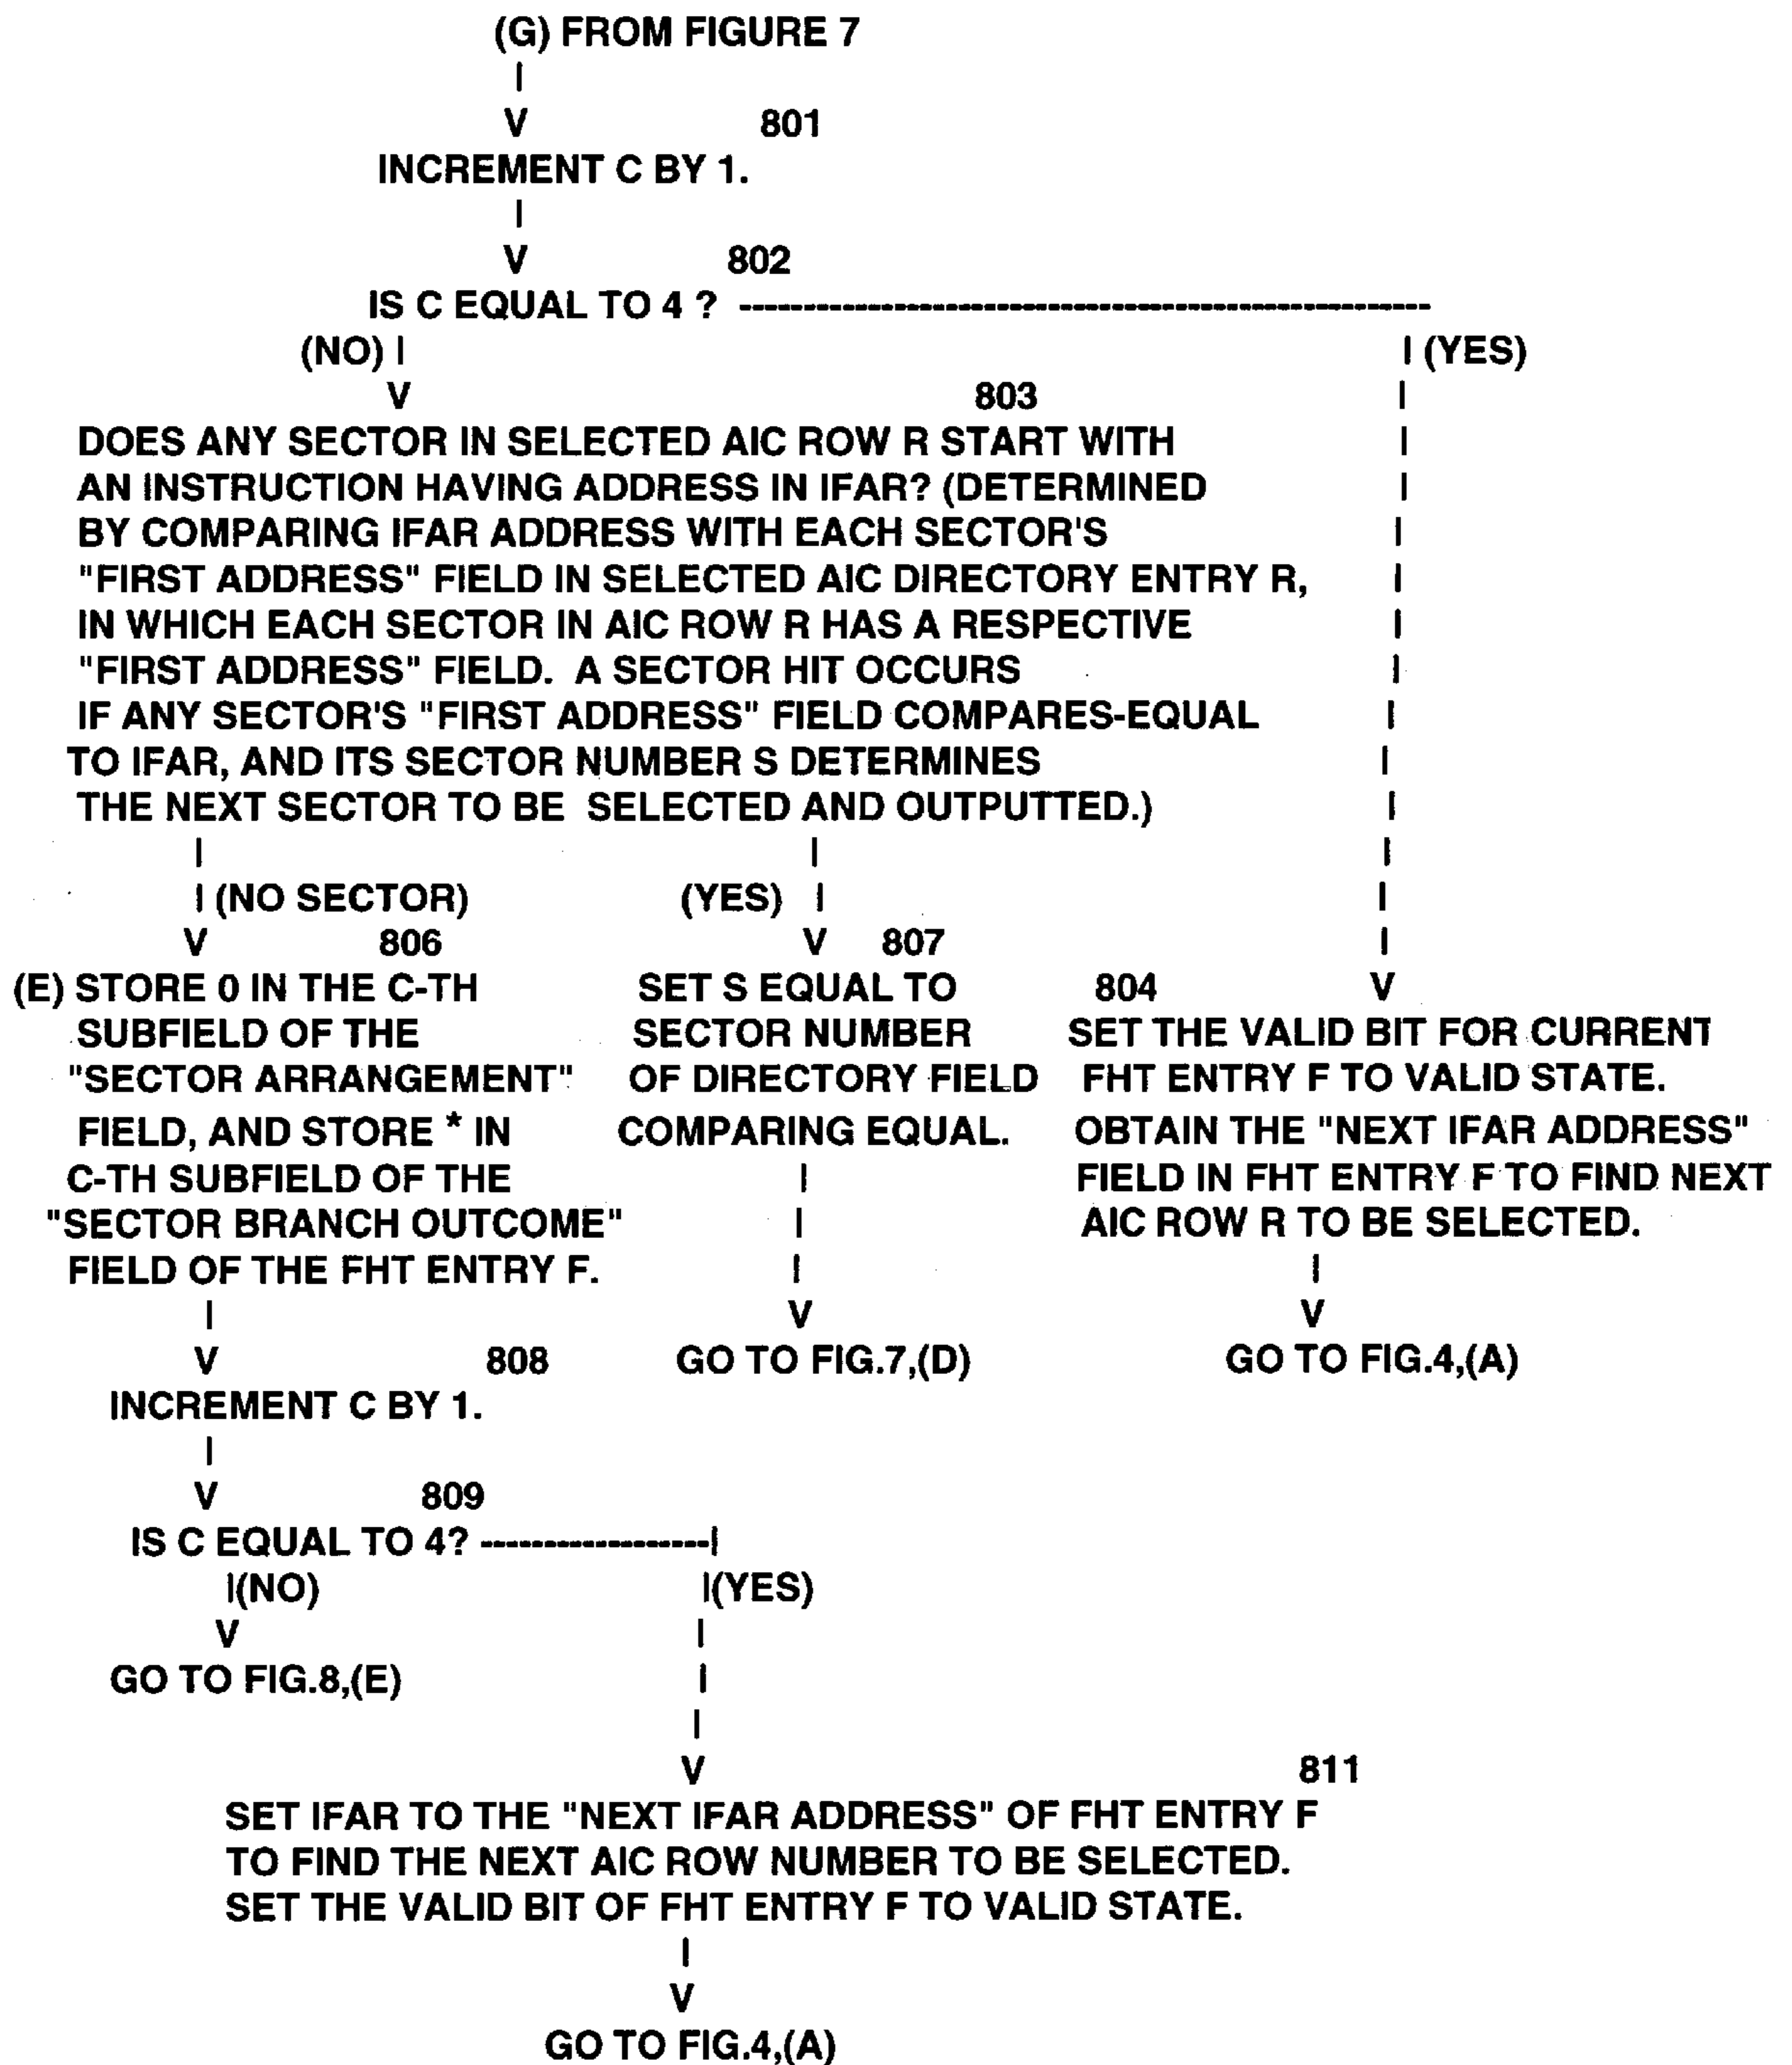 (G) FROM FIGURE 7
801
INCREMENT C BY 1.
802
IS C EQUAL TO 4 ?
(NO)
(YES)
803
DOES ANY SECTOR IN SELECTED AIC ROW R START WITH
AN INSTRUCTION HAVING ADDRESS IN IFAR? (DETERMINED
BY COMPARING IFAR ADDRESS WITH EACH SECTOR'S
"FIRST ADDRESS" FIELD IN SELECTED AIC DIRECTORY ENTRY R,
IN WHICH EACH SECTOR IN AIC ROW R HAS A RESPECTIVE
"FIRST ADDRESS" FIELD. A SECTOR HIT OCCURS
IF ANY SECTOR'S "FIRST ADDRESS" FIELD COMPARES-EQUAL
TO IFAR, AND ITS SECTOR NUMBER S DETERMINES
THE NEXT SECTOR TO BE SELECTED AND OUTPUTTED.)
(NO SECTOR)
806
(E) STORE 0 IN THE C-TH
SUBFIELD OF THE
"SECTOR ARRANGEMENT"
FIELD, AND STORE * IN
C-TH SUBFIELD OF THE
"SECTOR BRANCH OUTCOME"
FIELD OF THE FHT ENTRY F.
(YES)
807
SET S EQUAL TO
SECTOR NUMBER
OF DIRECTORY FIELD
COMPARING EQUAL.
GO TO FIG.7,(D)
804
SET THE VALID BIT FOR CURRENT
FHT ENTRY F TO VALID STATE.
OBTAIN THE "NEXT IFAR ADDRESS"
FIELD IN FHT ENTRY F TO FIND NEXT
AIC ROW R TO BE SELECTED.
GO TO FIG.4,(A)
808
INCREMENT C BY 1.
809
IS C EQUAL TO 4?
(NO)
(YES)
GO TO FIG.8,(E)
811
SET IFAR TO THE "NEXT IFAR ADDRESS" OF FHT ENTRY F
TO FIND THE NEXT AIC ROW NUMBER TO BE SELECTED.
SET THE VALID BIT OF FHT ENTRY F TO VALID STATE.
GO TO FIG.4,(A)